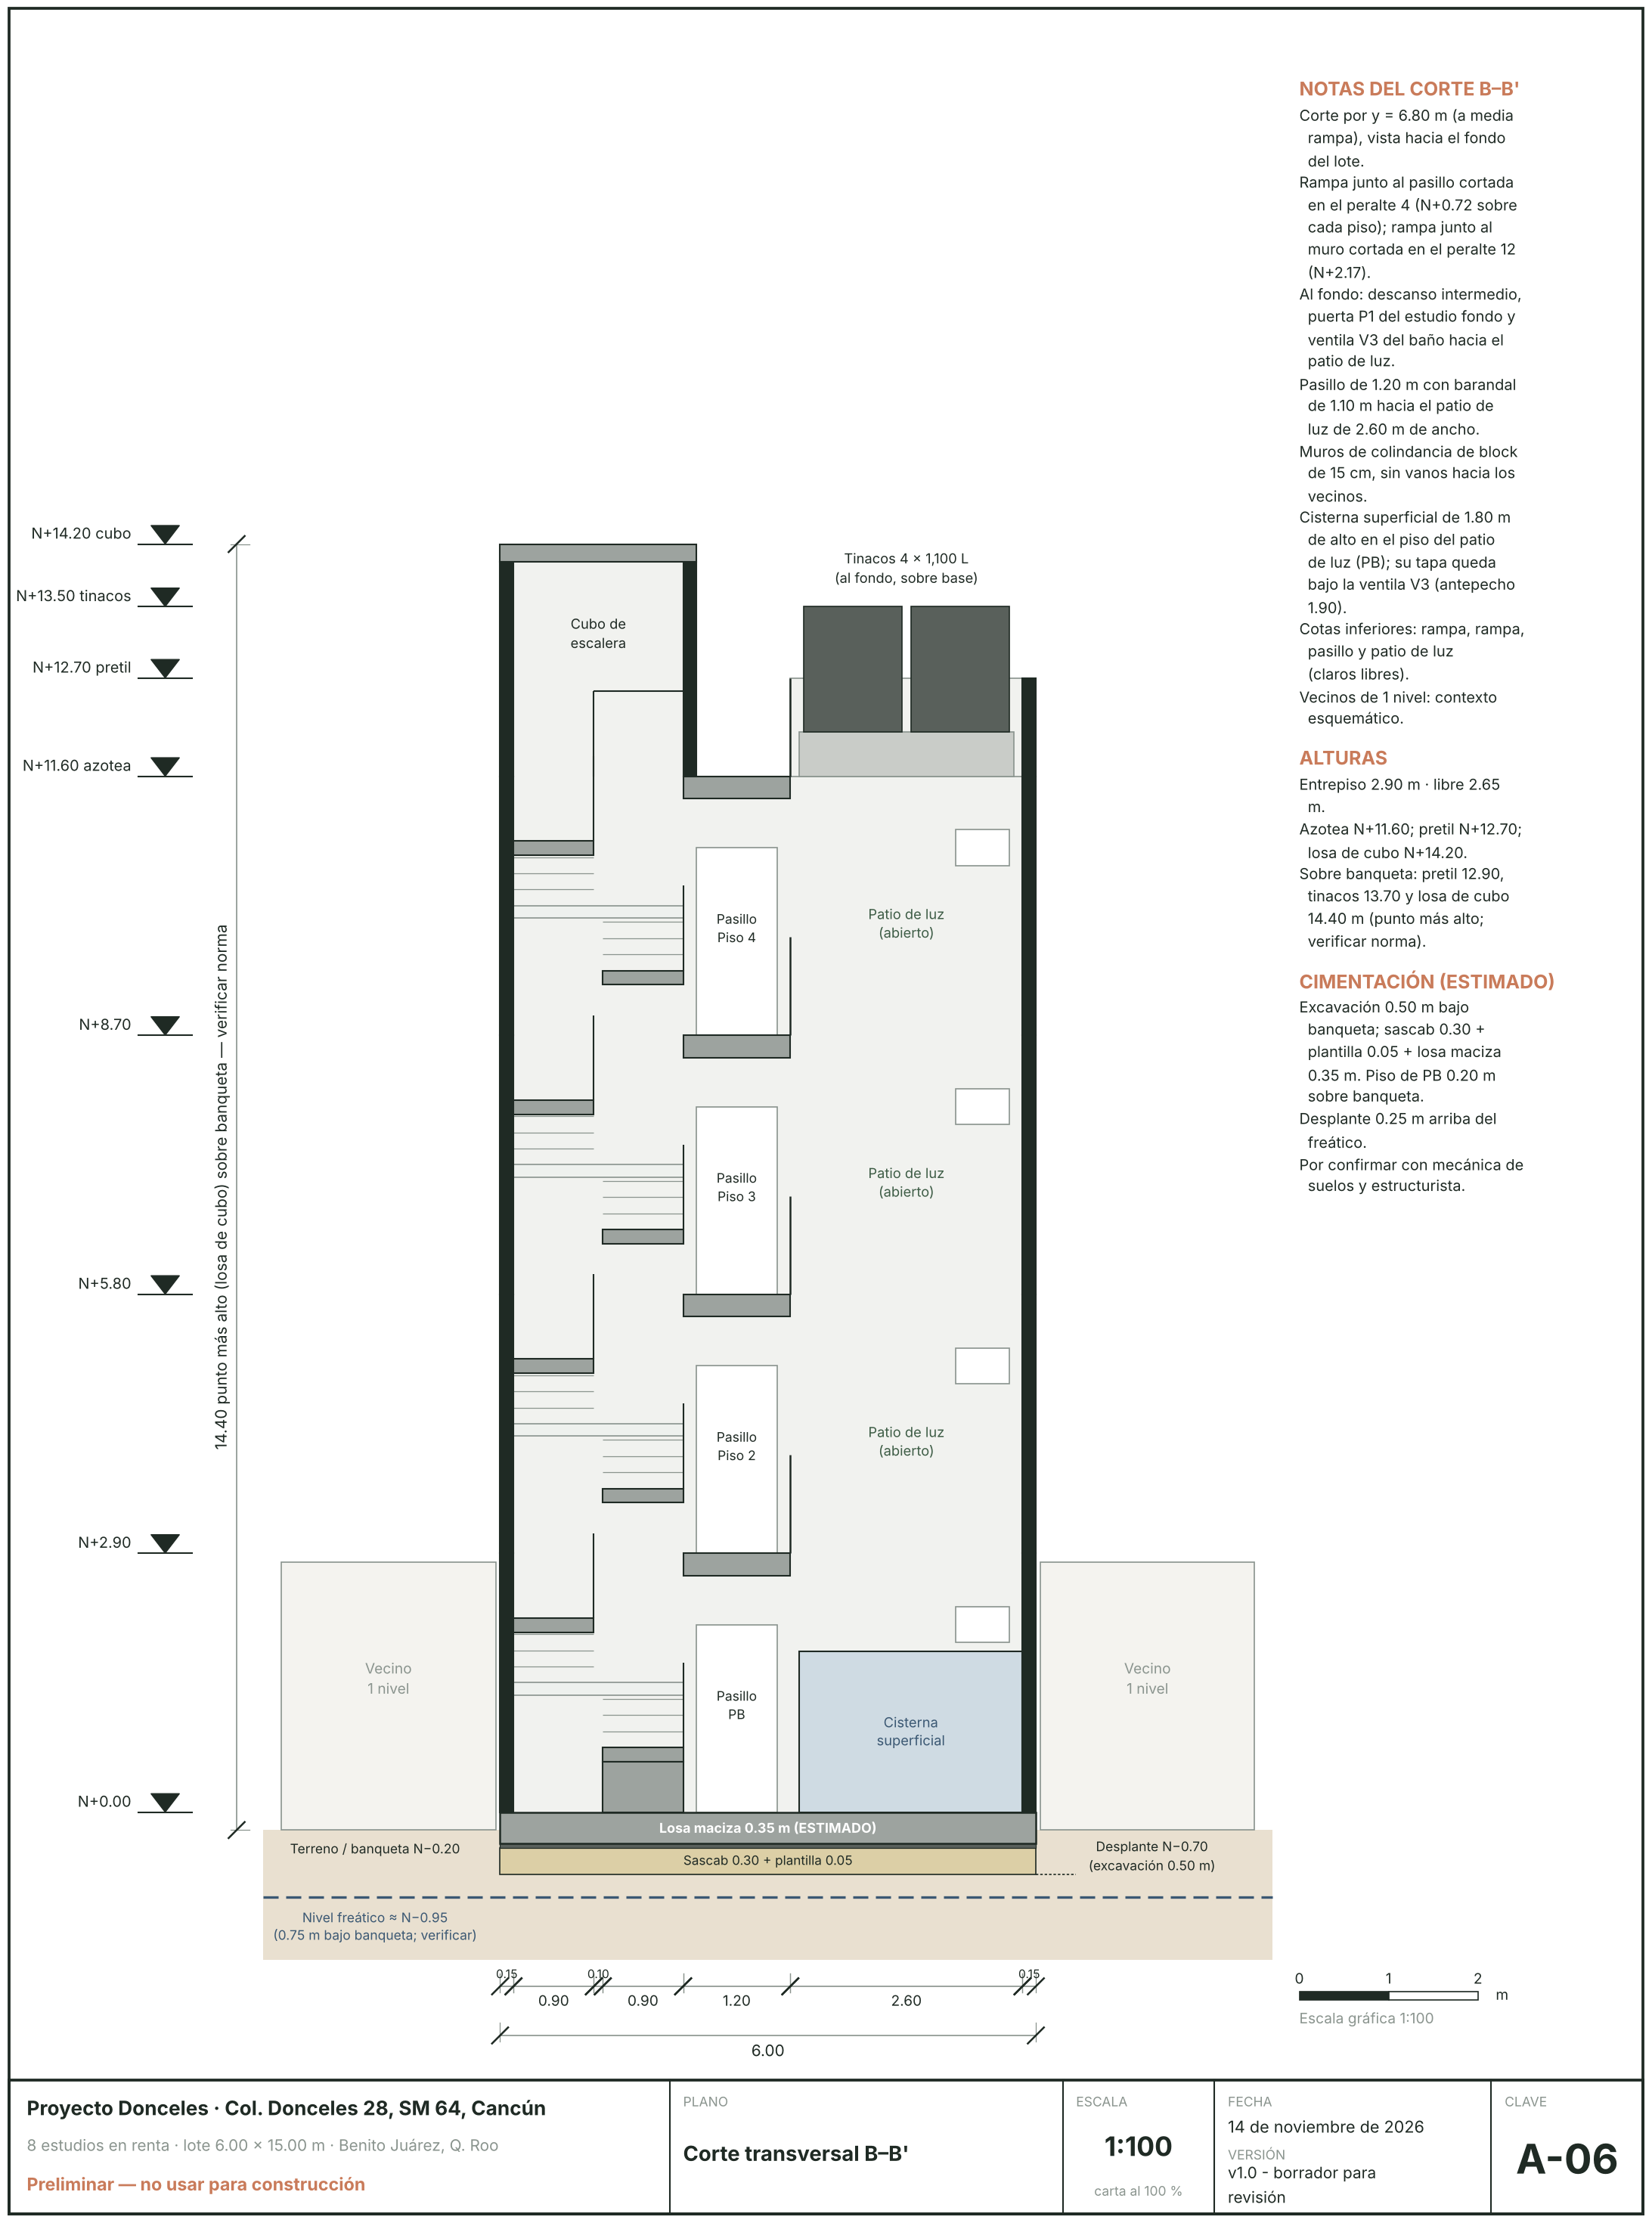 NOTAS DEL CORTE B–B'
Corte por y = 6.80 m (a media
rampa), vista hacia el fondo
del lote.
Rampa junto al pasillo cortada
en el peralte 4 (N+0.72 sobre
cada piso); rampa junto al
muro cortada en el peralte 12
(N+2.17).
Al fondo: descanso intermedio,
puerta P1 del estudio fondo y
ventila V3 del baño hacia el
patio de luz.
Pasillo de 1.20 m con barandal
de 1.10 m hacia el patio de
luz de 2.60 m de ancho.
Muros de colindancia de block
de 15 cm, sin vanos hacia los
vecinos.
Cisterna superficial de 1.80 m
de alto en el piso del patio
de luz (PB); su tapa queda
bajo la ventila V3 (antepecho
1.90).
Cotas inferiores: rampa, rampa,
pasillo y patio de luz
(claros libres).
Vecinos de 1 nivel: contexto
esquemático.
ALTURAS
Entrepiso 2.90 m · libre 2.65
m.
Azotea N+11.60; pretil N+12.70;
losa de cubo N+14.20.
Sobre banqueta: pretil 12.90,
tinacos 13.70 y losa de cubo
14.40 m (punto más alto;
verificar norma).
CIMENTACIÓN (ESTIMADO)
Excavación 0.50 m bajo
banqueta; sascab 0.30 +
plantilla 0.05 + losa maciza
0.35 m. Piso de PB 0.20 m
sobre banqueta.
Desplante 0.25 m arriba del
freático.
Por confirmar con mecánica de
suelos y estructurista.
N+14.20 cubo
N+13.50 tinacos
N+12.70 pretil
N+11.60 azotea
N+8.70
N+5.80
N+2.90
N+0.00
14.40 punto más alto (losa de cubo) sobre banqueta — verificar norma
Tinacos 4 × 1,100 L
(al fondo, sobre base)
Cubo de
escalera
Pasillo
Piso 4
Patio de luz
(abierto)
Pasillo
Piso 3
Patio de luz
(abierto)
Pasillo
Piso 2
Patio de luz
(abierto)
Vecino
1 nivel
Pasillo
PB
Cisterna
superficial
Vecino
1 nivel
Losa maciza 0.35 m (ESTIMADO)
Terreno / banqueta N−0.20
Sascab 0.30 + plantilla 0.05
Desplante N−0.70
(excavación 0.50 m)
Nivel freático ≈ N−0.95
(0.75 m bajo banqueta; verificar)
0.15
0.10
0.15
0.90
0.90
1.20
2.60
6.00
0 1 2 m
Escala gráfica 1:100
Proyecto Donceles · Col. Donceles 28, SM 64, Cancún
8 estudios en renta · lote 6.00 × 15.00 m · Benito Juárez, Q. Roo
Preliminar — no usar para construcción
PLANO
Corte transversal B–B'
ESCALA
1:100
carta al 100 %
FECHA
14 de noviembre de 2026
VERSIÓN
v1.0 - borrador para
revisión
CLAVE
A-06